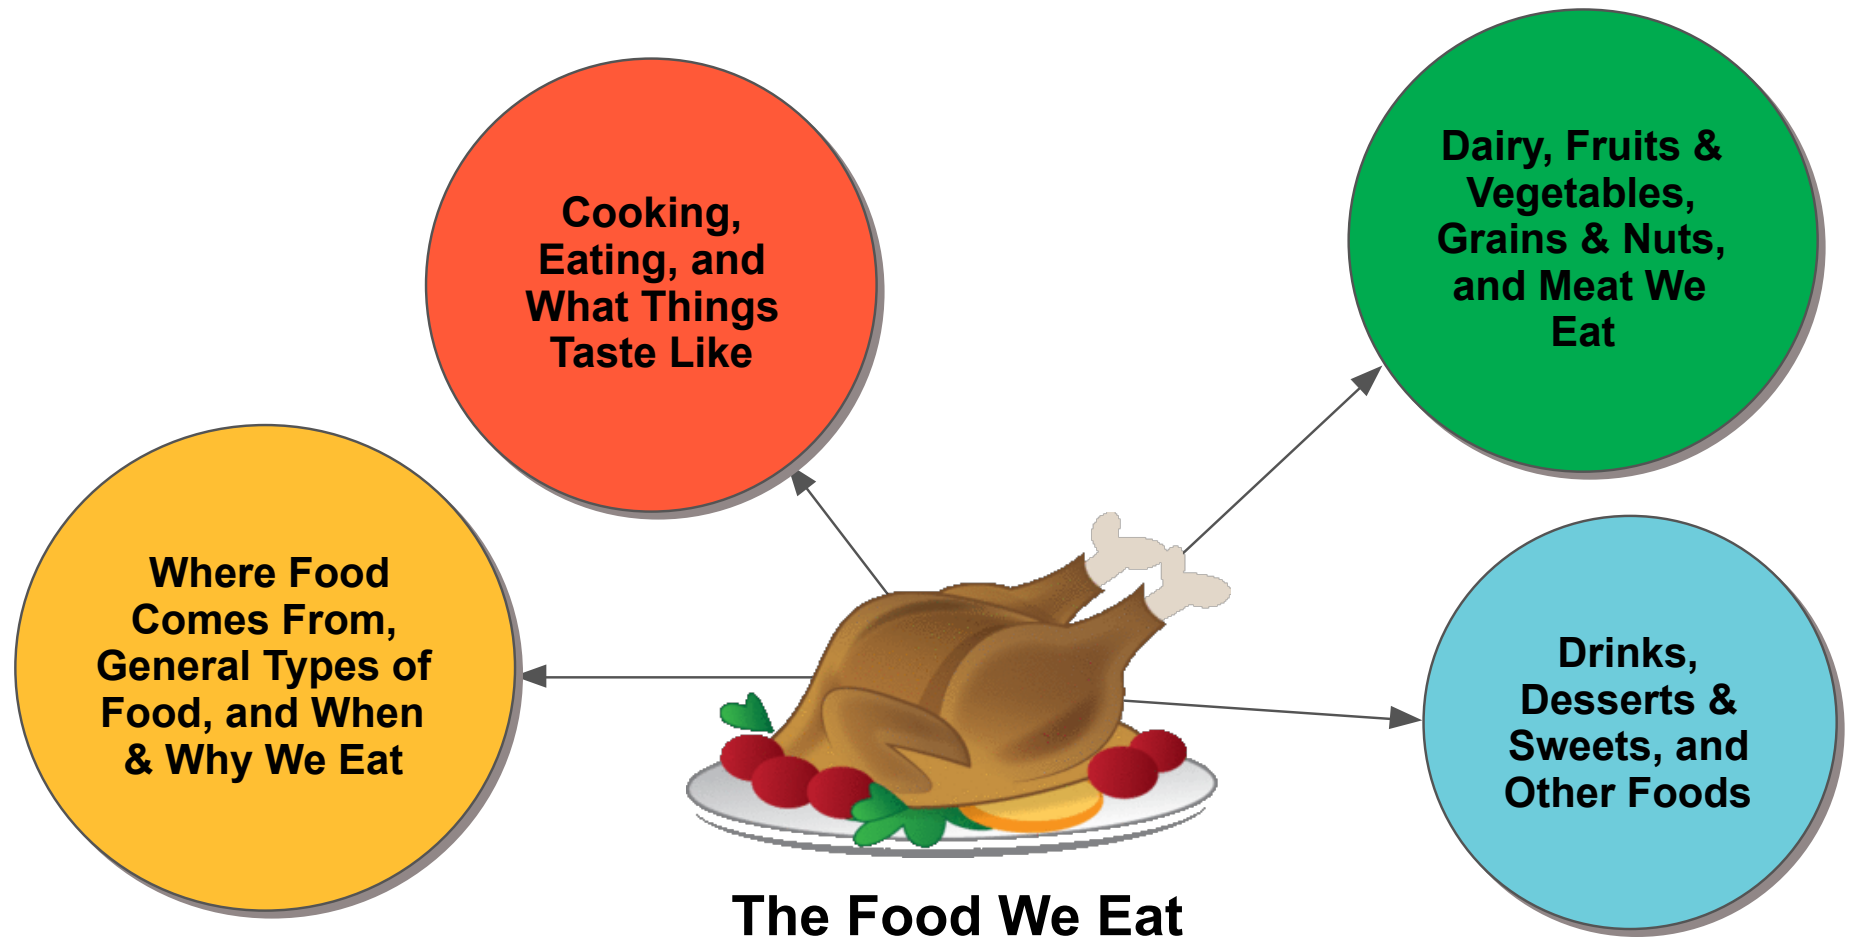 Cooking,
Eating, and
What Things
Taste Like
Dairy, Fruits &
Vegetables,
Grains & Nuts,
and Meat We
Eat
Where Food
Comes From,
General Types of
Food, and When
& Why We Eat
Drinks,
Desserts &
Sweets, and
Other Foods
The Food We Eat